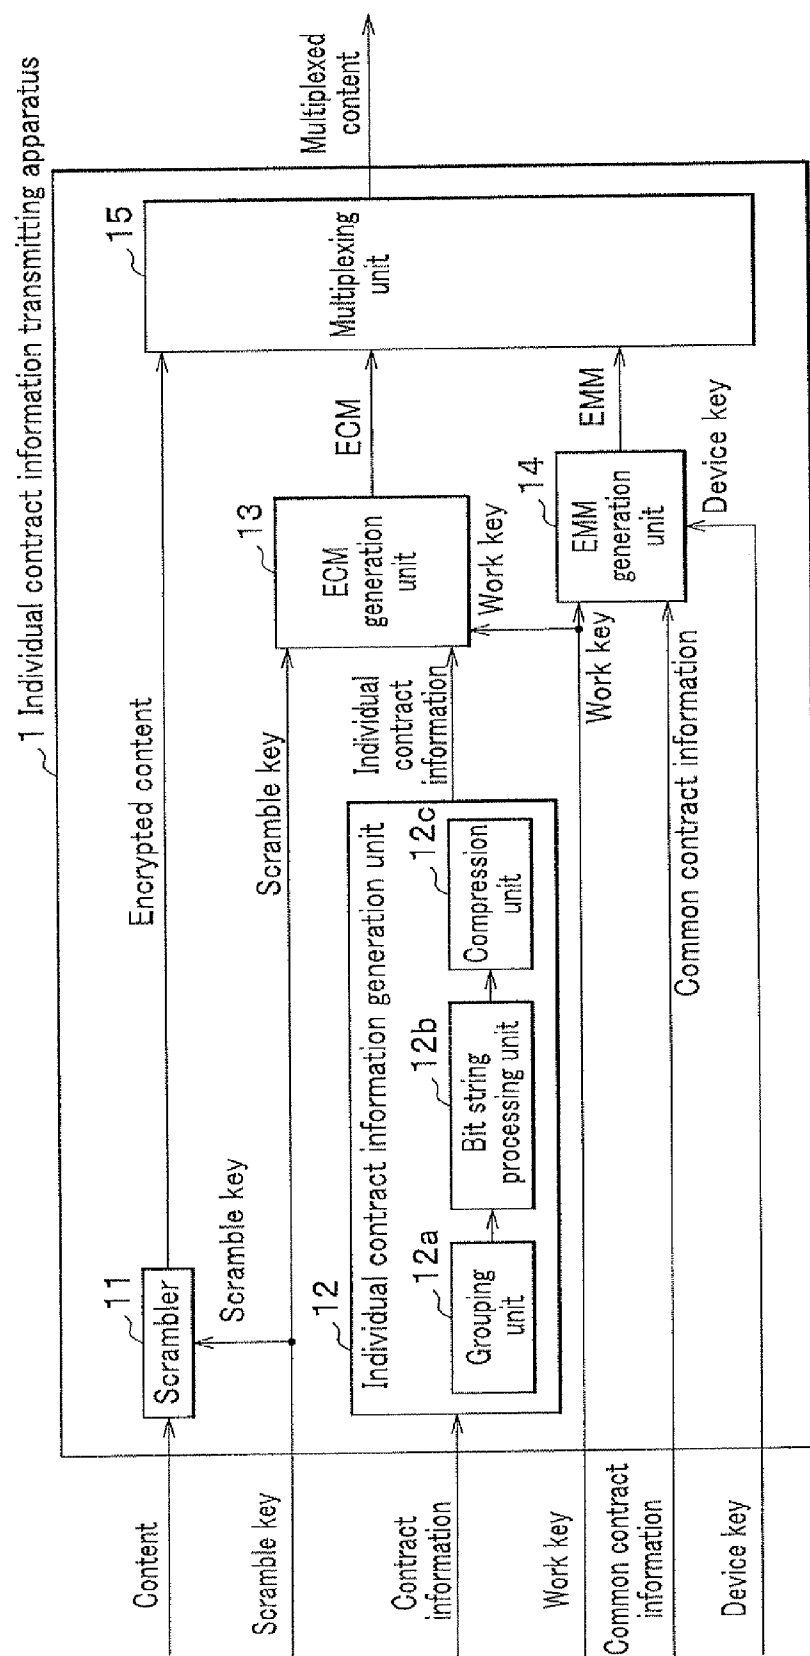 1 Individual contract information transmitting apparatus
Content
11
Scrambler
Encrypted content
15
Multiplexing
unit
Multiplexed
content
Scramble key
Scramble key
Scramble key
13
ECM
generation
unit
ECM
Contract
information
12
Individual contract information generation unit
12a
Grouping
unit
12b
Bit string
processing unit
12c
Compression
unit
Individual
contract
information
Work key
Work key
Work key
14
EMM
generation
unit
EMM
Common contract
information
Common contract information
Device key
Device key